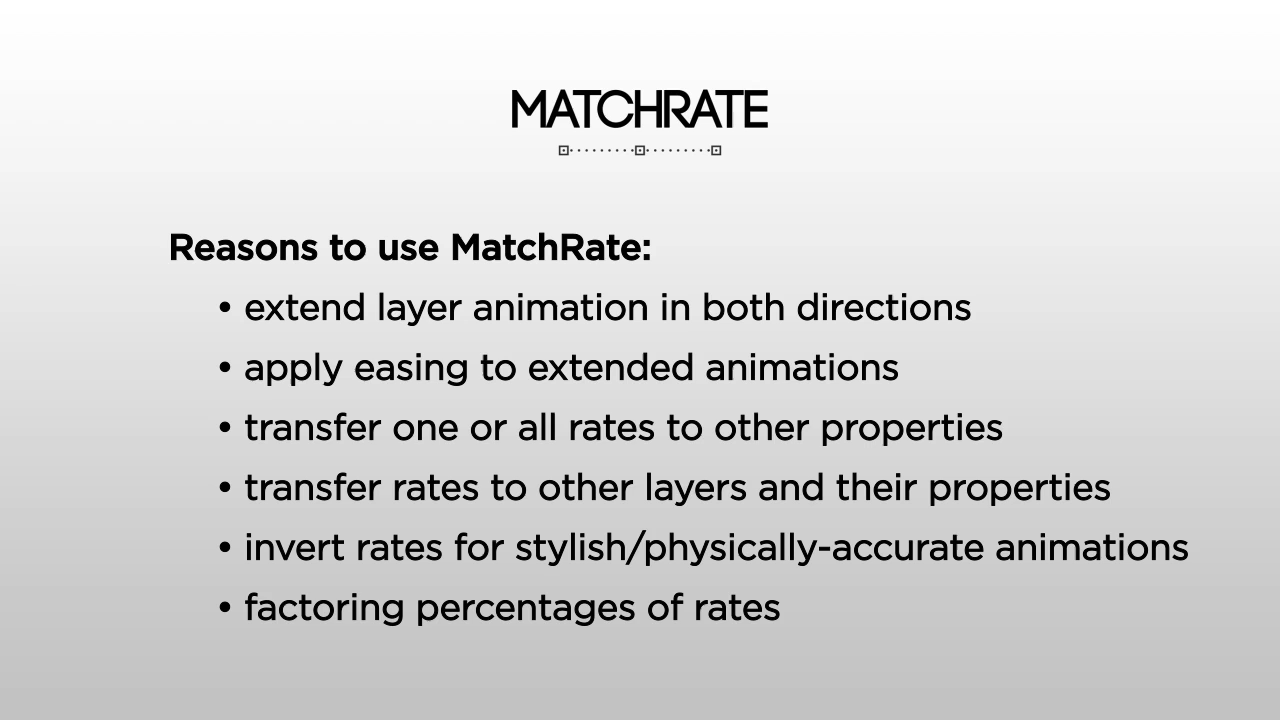 MATCHRATE
Reasons to use MatchRate:
• extend layer animation in both directions
• apply easing to extended animations
• transfer one or all rates to other properties
• transfer rates to other layers and their properties
• invert rates for stylish/physically-accurate animations
• factoring percentages of rates